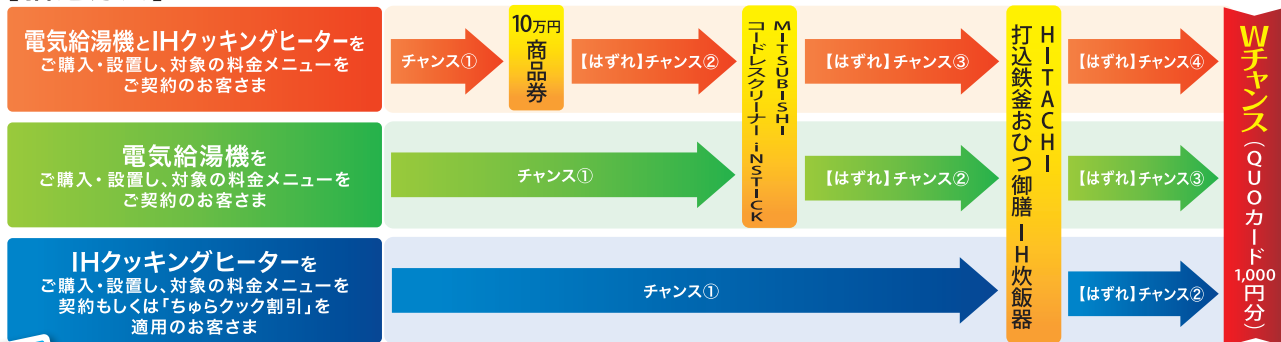 電気給湯機とIHクッキングヒーターを
ご購入・設置し、対象の料金メニューを
ご契約のお客さま
チャンス①
10万円
商品券
【はずれ】チャンス②
MITSUBISHI
コードレスクリーナー iNSTICK
【はずれ】チャンス③
HITACHI
打込鉄釜おひつ御膳 IH炊飯器
【はずれ】チャンス④
Wチャンス(QUOカード1,000円分)
電気給湯機を
ご購入・設置し、対象の料金メニューを
ご契約のお客さま
チャンス①
【はずれ】チャンス②
【はずれ】チャンス③
IHクッキングヒーターを
ご購入・設置し、対象の料金メニューを
契約もしくは「ちゅらクック割引」を
適用のお客さま
チャンス①
【はずれ】チャンス②